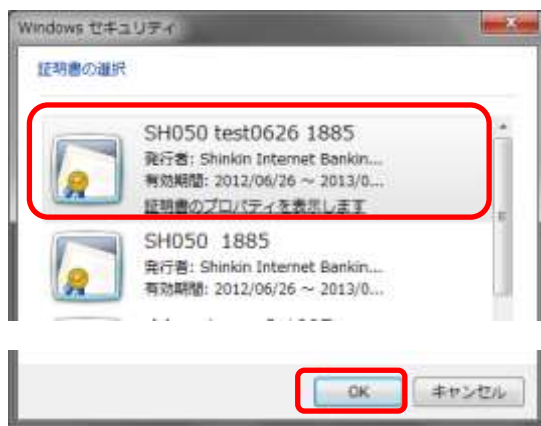 Windows セキュリティ
証明書の選択
SH050 test0626 1885
発行者: Shinkin Internet Bankin...
有効期間: 2012/06/26 ～ 2013/0...
証明書のプロパティを表示します
SH050 1885
発行者: Shinkin Internet Bankin...
有効期間: 2012/06/26 ～ 2013/0...
OK
キャンセル